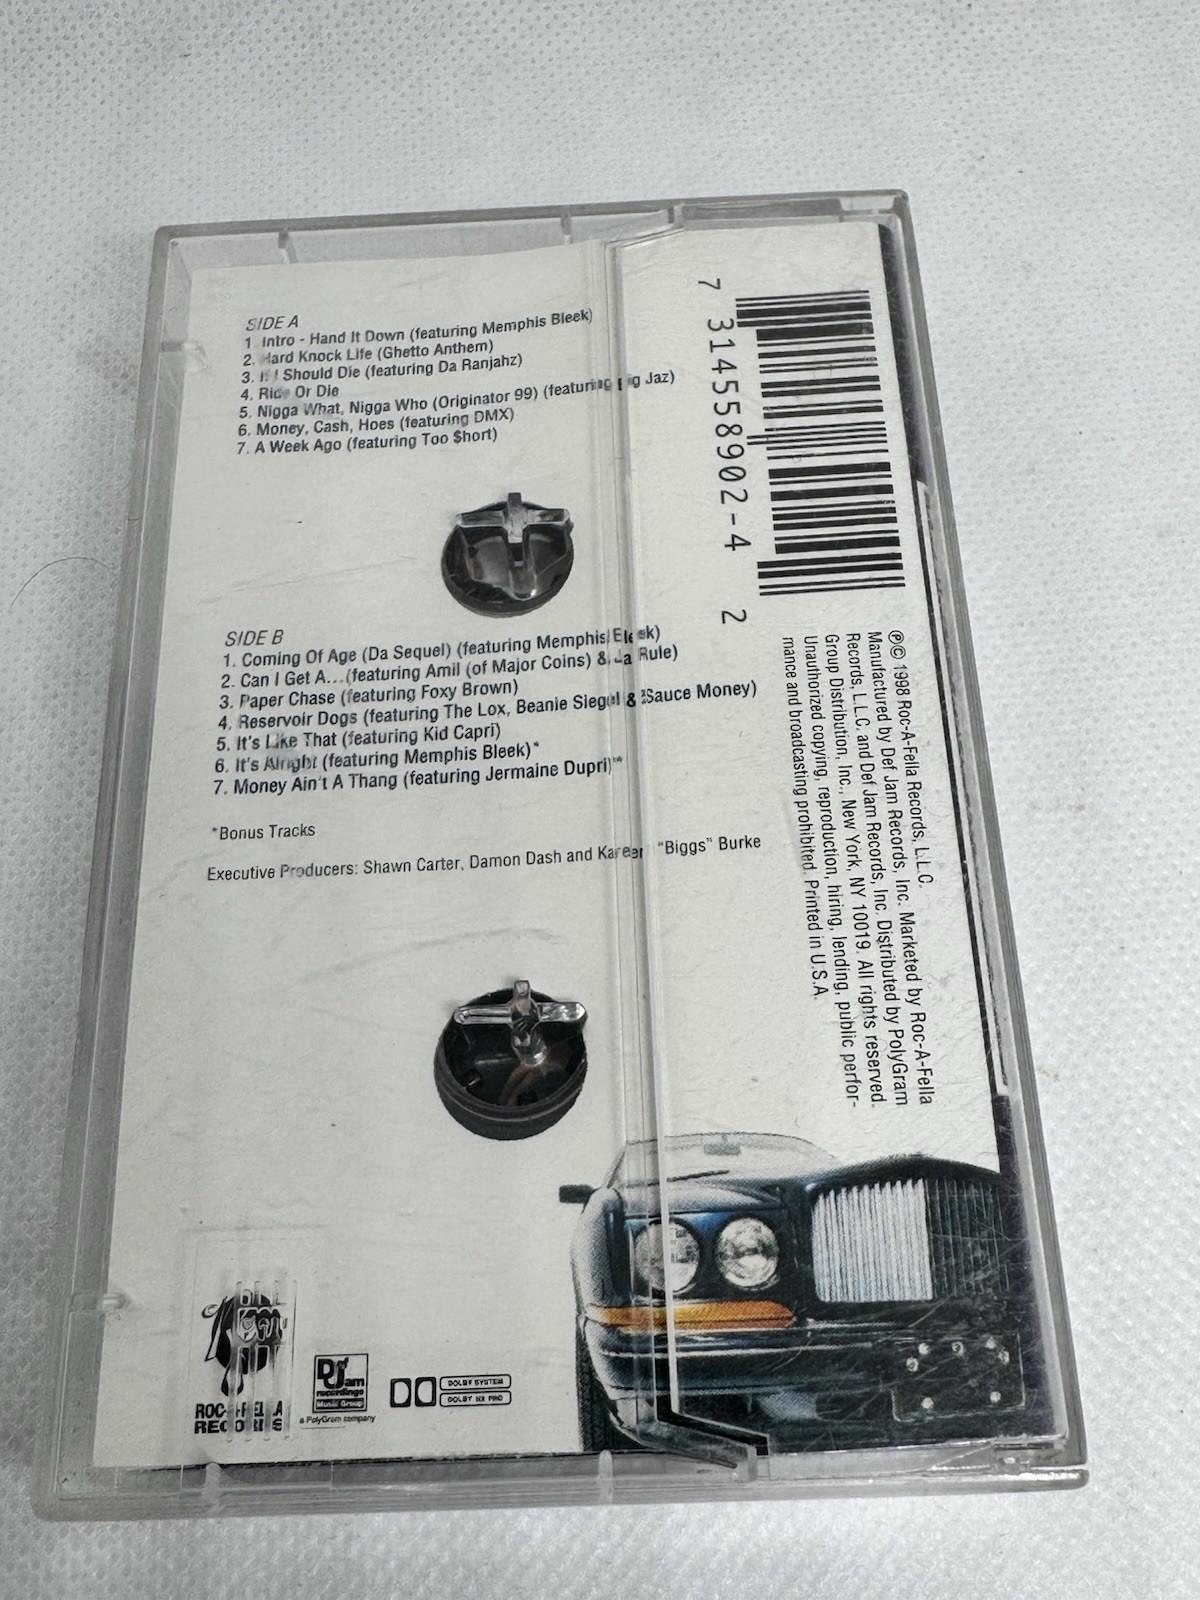 SIDE A
1. Intro - Hand It Down (featuring Memphis Bleek)
2. Hard Knock Life (Ghetto Anthem)
3. If I Should Die (featuring Da Ranjahz)
4. Ride Or Die
5. Nigga What, Nigga Who (Originator 99) (featuring Big Jaz)
6. Money, Cash, Hoes (featuring DMX)
7. A Week Ago (featuring Too $hort)
SIDE B
1. Coming Of Age (Da Sequel) (featuring Memphis Bleek)
2. Can I Get A...(featuring Amil (of Major Coins) & Ja Rule)
3. Paper Chase (featuring Foxy Brown)
4. Reservoir Dogs (featuring The Lox, Beanie Siegel & Sauce Money)
5. It's Like That (featuring Kid Capri)
6. It's Alright (featuring Memphis Bleek)*
7. Money Ain't A Thang (featuring Jermaine Dupri)*
*Bonus Tracks
Executive Producers: Shawn Carter, Damon Dash and Kareem "Biggs" Burke
ROC-A-FELLA
RECORDS
Def Jam
recordings
Music Group
a PolyGram company
DOLBY SYSTEM
DOLBY HX PRO
7 31455 8902-4 2
℗© 1998 Roc-A-Fella Records, L.L.C.
Manufactured by Def Jam Records, Inc. Marketed by Roc-A-Fella
Records, L.L.C. and Def Jam Records, Inc. Distributed by PolyGram
Group Distribution, Inc., New York, NY 10019. All rights reserved.
Unauthorized copying, reproduction, hiring, lending, public perfor-
mance and broadcasting prohibited. Printed in U.S.A.